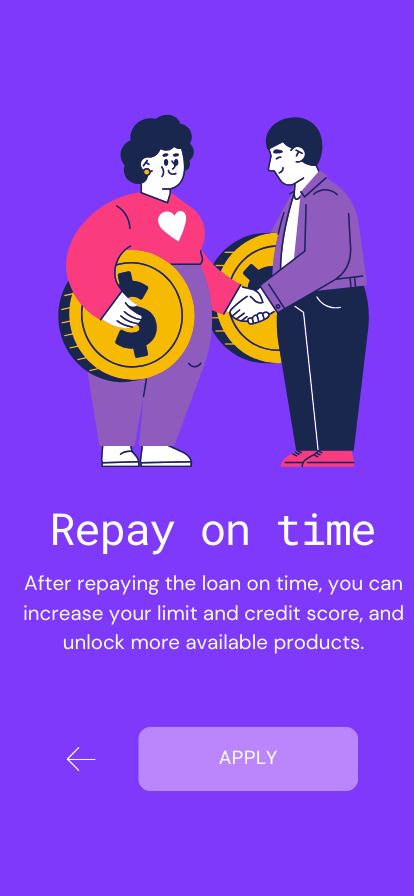 Repay on time
After repaying the loan on time, you can
increase your limit and credit score, and
unlock more available products.
APPLY